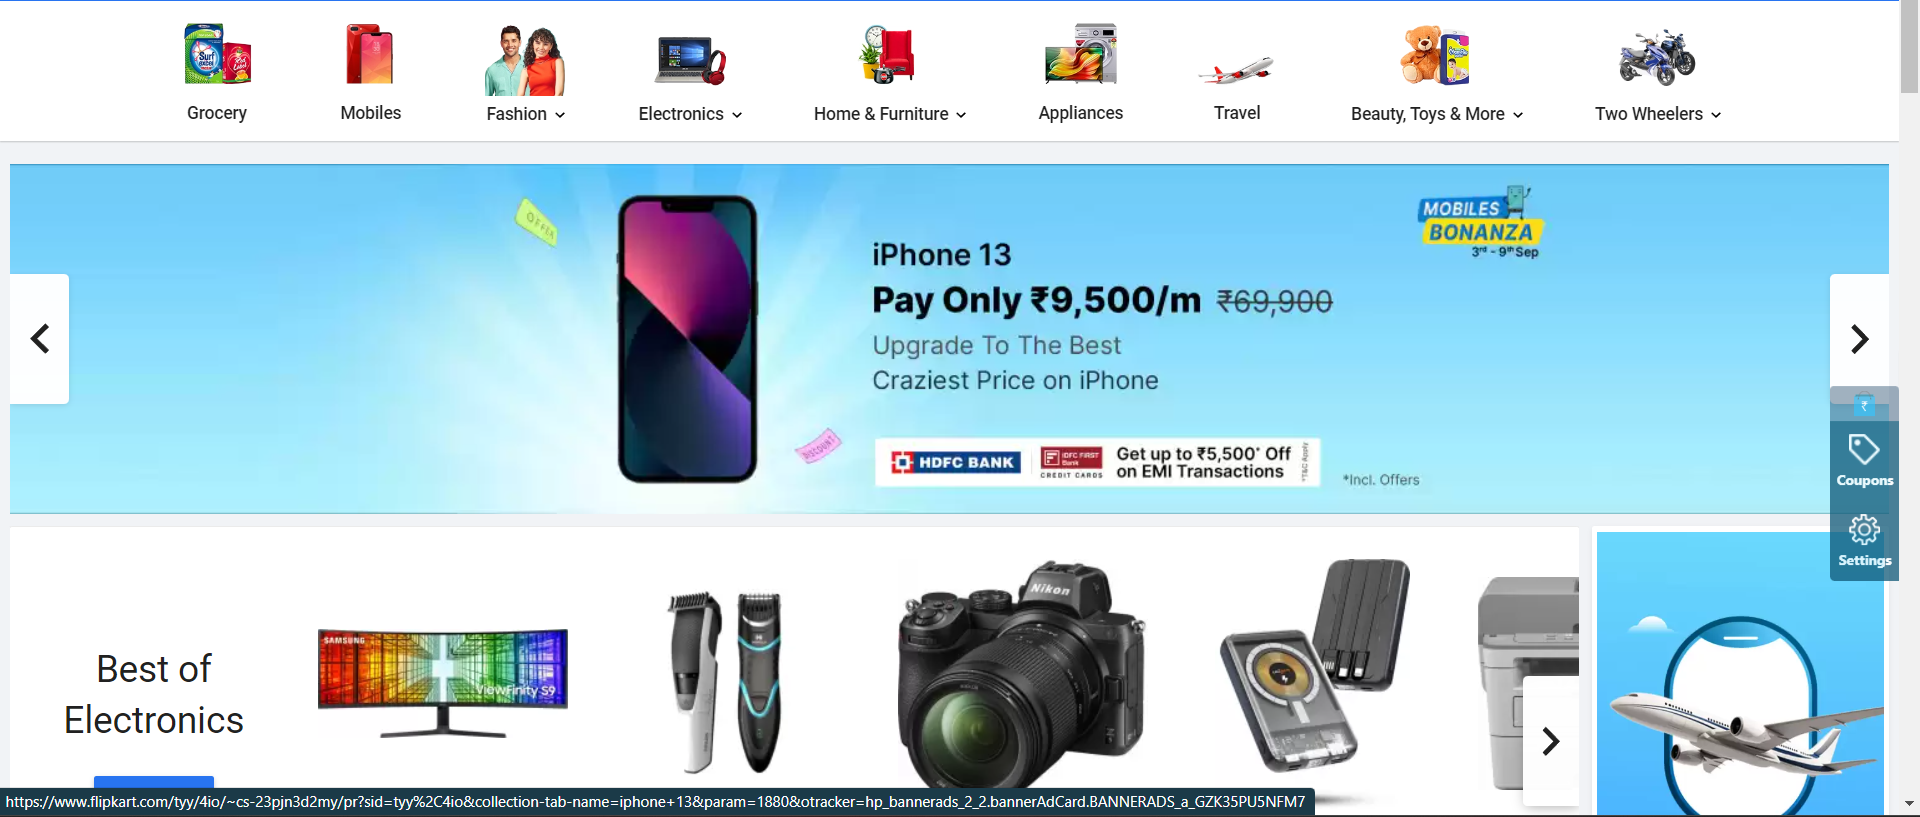 Grocery
Mobiles
Fashion
Electronics
Home & Furniture
Appliances
Travel
Beauty, Toys & More
Two Wheelers
Surf excel
OFFER
MOBILES
BONANZA
3rd - 9th Sep
iPhone 13
Pay Only ₹9,500/m ₹69,900
Upgrade To The Best
Craziest Price on iPhone
DISCOUNT
HDFC BANK
IDFC FIRST
Bank
CREDIT CARDS
Get up to ₹5,500* Off
on EMI Transactions
*T&C Apply
*Incl. Offers
₹
Coupons
Settings
Best of
Electronics
SAMSUNG
ViewFinity S9
Nikon
https://www.flipkart.com/tyy/4io/~cs-23pjn3d2my/pr?sid=tyy%2C4io&collection-tab-name=iphone+13&param=1880&otracker=hp_bannerads_2_2.bannerAdCard.BANNERADS_a_GZK35PU5NFM7